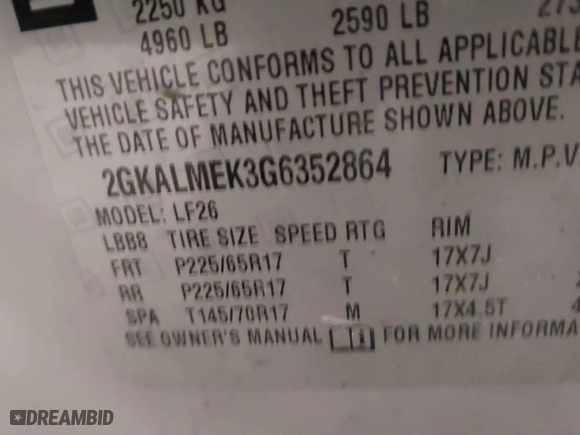 2250 KG
4960 LB 2590 LB 273
THIS VEHICLE CONFORMS TO ALL APPLICABLE
VEHICLE SAFETY AND THEFT PREVENTION STA
THE DATE OF MANUFACTURE SHOWN ABOVE.
2GKALMEK3G6352864 TYPE: M.P.V
MODEL: LF26
LBB8 TIRE SIZE SPEED RTG RIM
FRT P225/65R17 T 17X7J
RR P225/65R17 T 17X7J
SPA T145/70R17 M 17X4.5T 4
SEE OWNER'S MANUAL FOR MORE INFORMA
DREAMBID